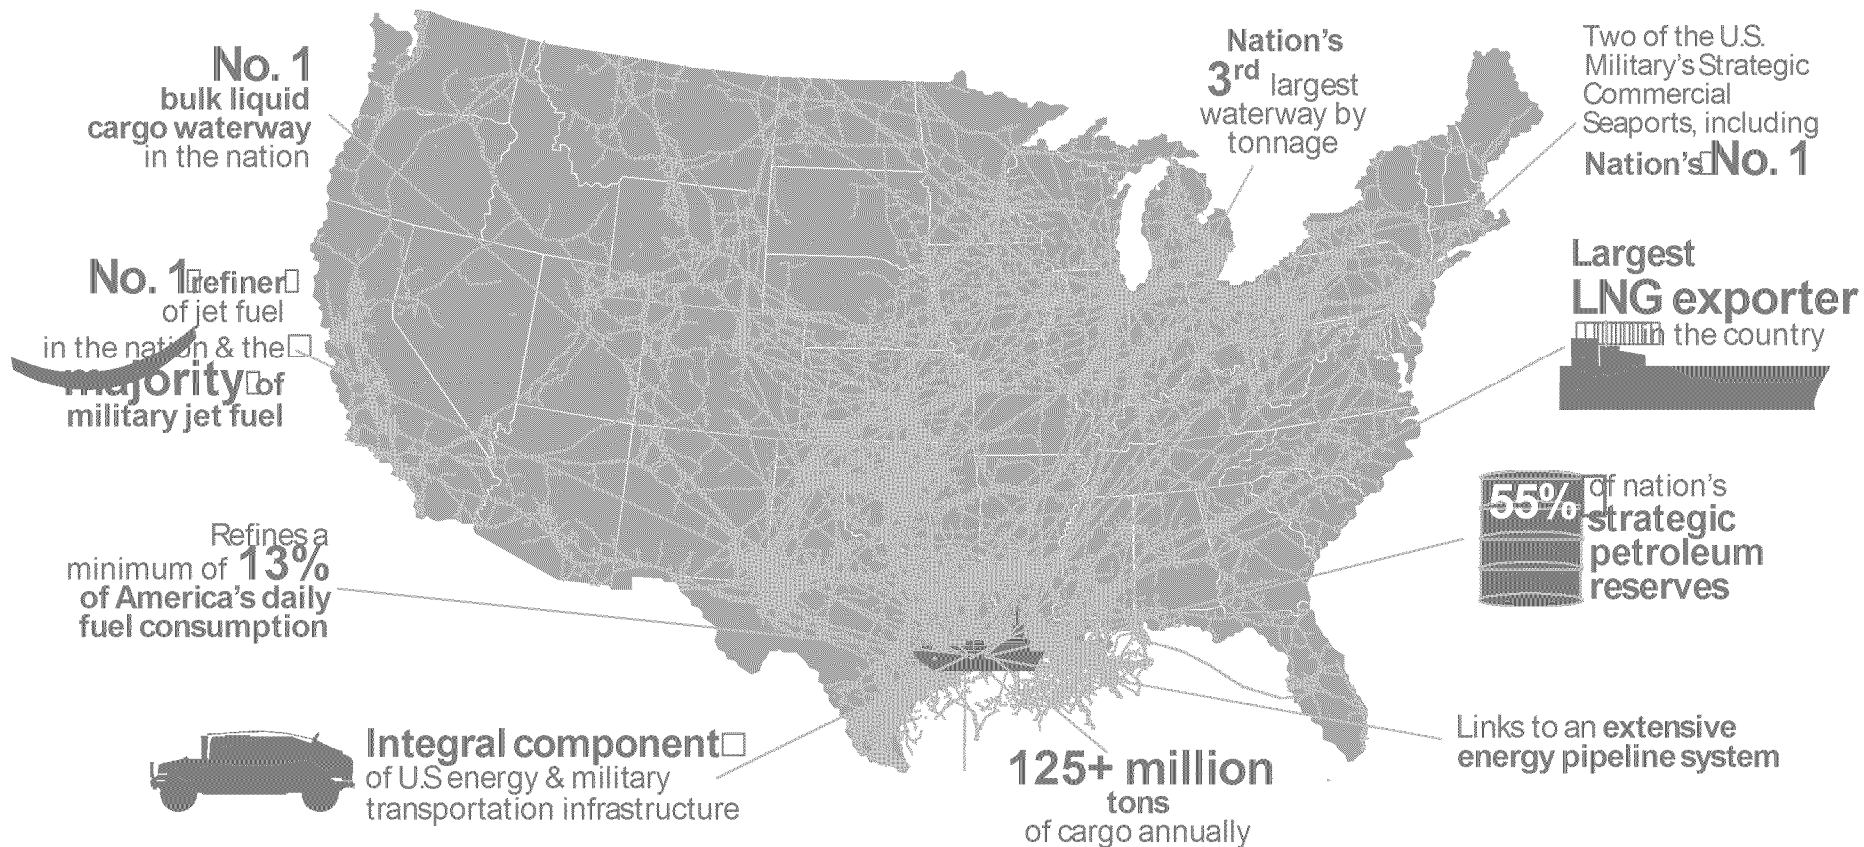 No. 1
bulk liquid
cargo waterway
in the nation
Nation's
3rd largest
waterway by
tonnage
Two of the U.S.
Military's Strategic
Commercial
Seaports, including
Nation's No. 1
No. 1 refiner
of jet fuel
in the nation & the
majority of
military jet fuel
Largest
LNG exporter
in the country
55% of nation's
strategic
petroleum
reserves
Refines a
minimum of 13%
of America's daily
fuel consumption
Integral component
of U.S energy & military
transportation infrastructure
125+ million
tons
of cargo annually
Links to an extensive
energy pipeline system